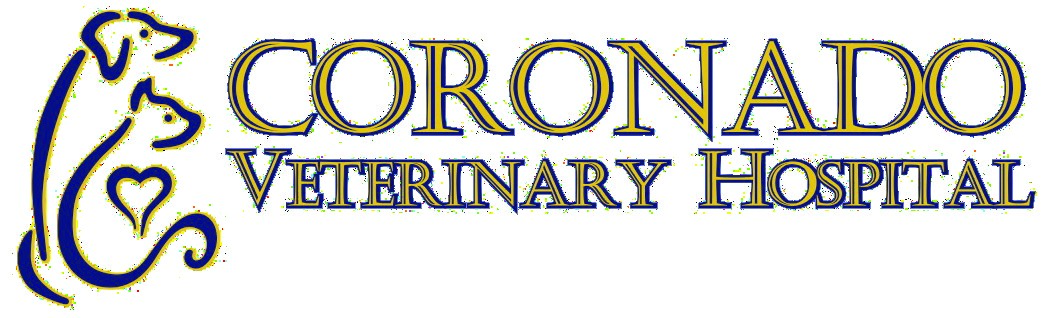 CORONADO
VETERINARY HOSPITAL